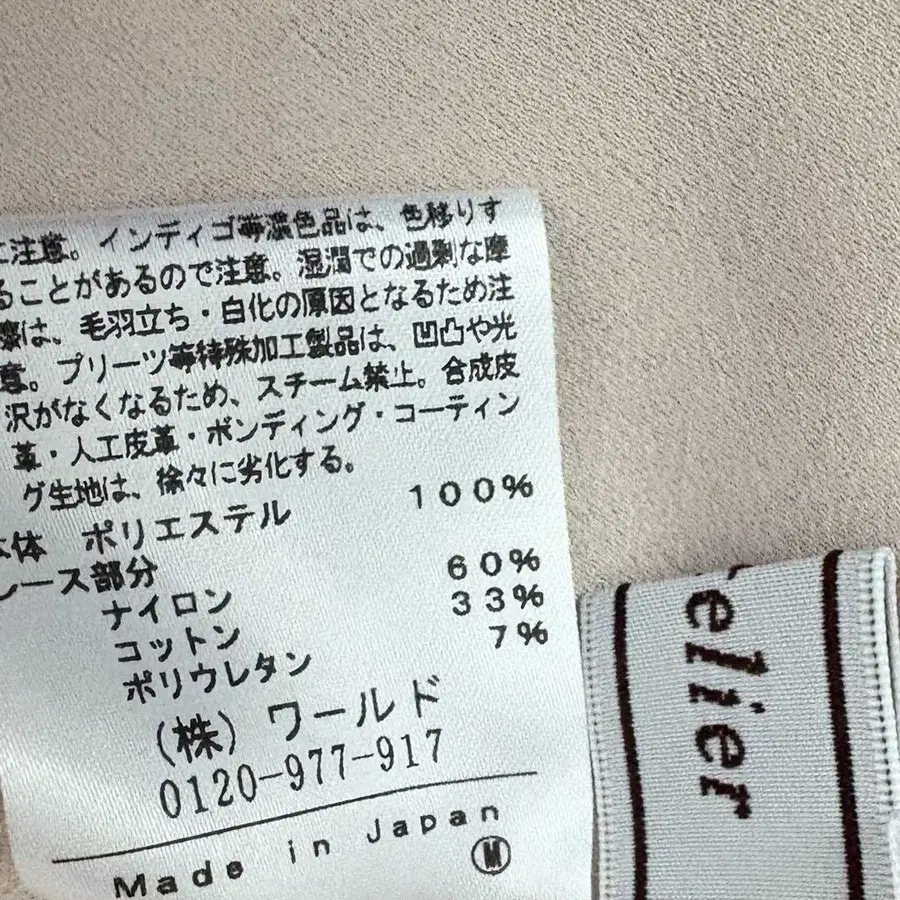 に注意。インディゴ等濃色品は、色移りす
ることがあるので注意。湿潤での過剰な摩
擦は、毛羽立ち・白化の原因となるため注
意。プリーツ等特殊加工製品は、凹凸や光
沢がなくなるため、スチーム禁止。合成皮
革・人工皮革・ボンディング・コーティン
グ生地は、徐々に劣化する。
本体 ポリエステル 100%
レース部分
ナイロン 60%
コットン 33%
ポリウレタン 7%
(株) ワールド
0120-977-917
Made in Japan
M
telier